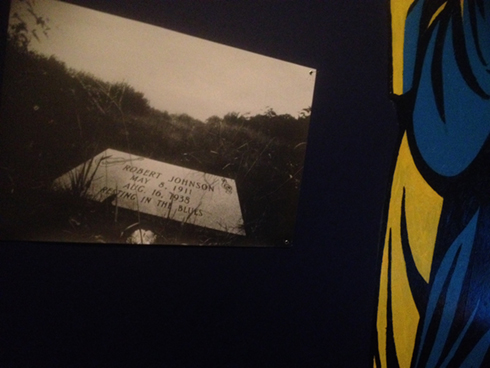 ROBERT JOHNSON
MAY 8, 1911
AUG. 16, 1938
RESTING IN THE BLUES